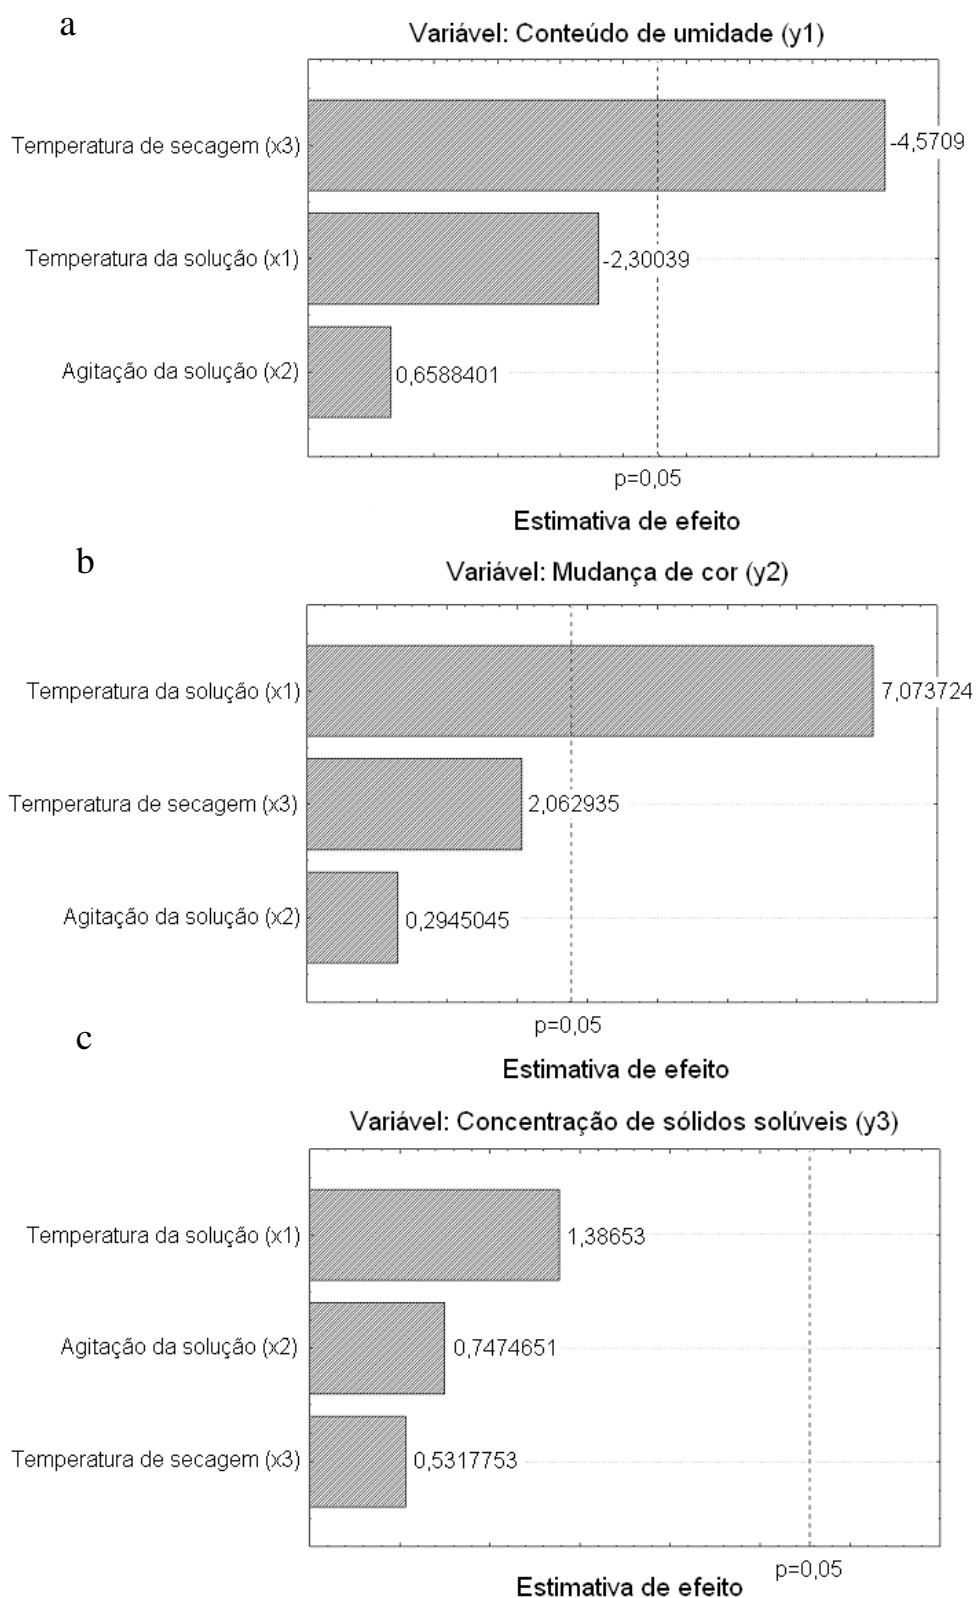 a
Variável: Conteúdo de umidade (y1)
Temperatura de secagem (x3)
-4,5709
Temperatura da solução (x1)
-2,30039
Agitação da solução (x2)
0,6588401
p=0,05
Estimativa de efeito
b
Variável: Mudança de cor (y2)
Temperatura da solução (x1)
7,073724
Temperatura de secagem (x3)
2,062935
Agitação da solução (x2)
0,2945045
p=0,05
Estimativa de efeito
c
Variável: Concentração de sólidos solúveis (y3)
Temperatura da solução (x1)
1,38653
Agitação da solução (x2)
0,7474651
Temperatura de secagem (x3)
0,5317753
p=0,05
Estimativa de efeito